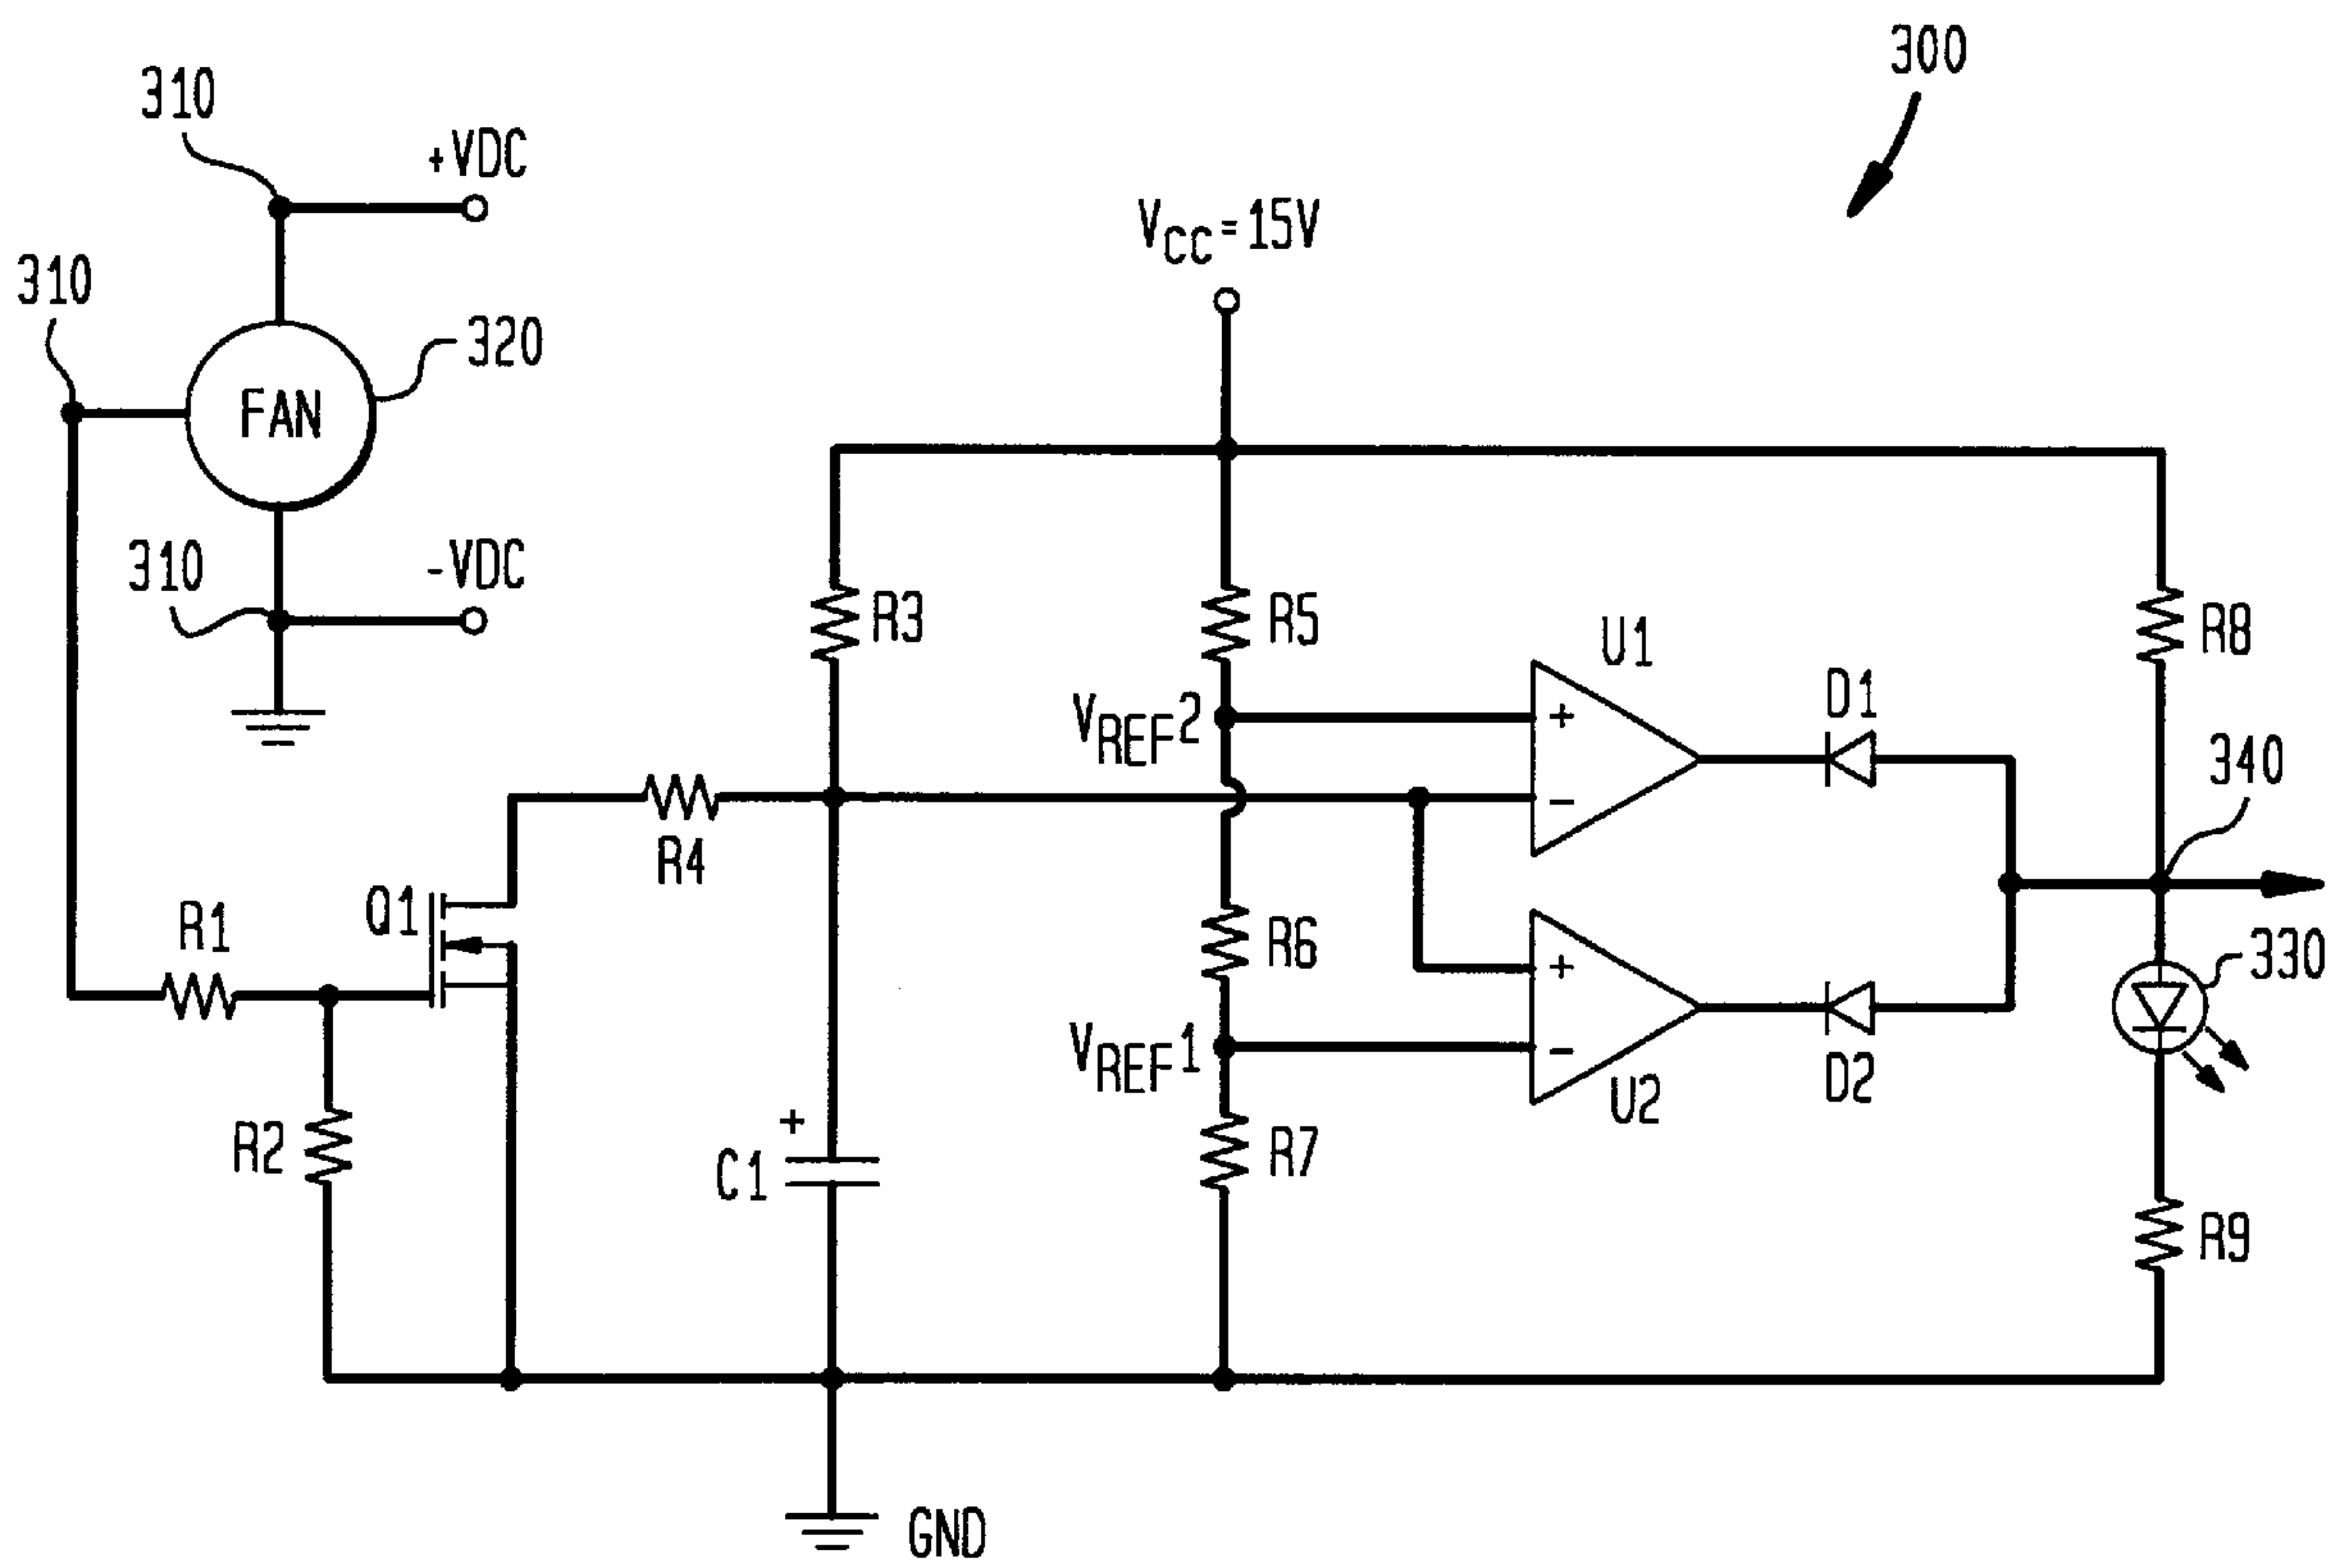 300
310
+VDC
VCC=15V
310
320
FAN
310
-VDC
R3
R5
R8
U1
D1
VREF2
+
-
340
R4
Q1
R1
R6
+
330
VREF1
-
D2
U2
+
R2
C1
R7
R9
GND